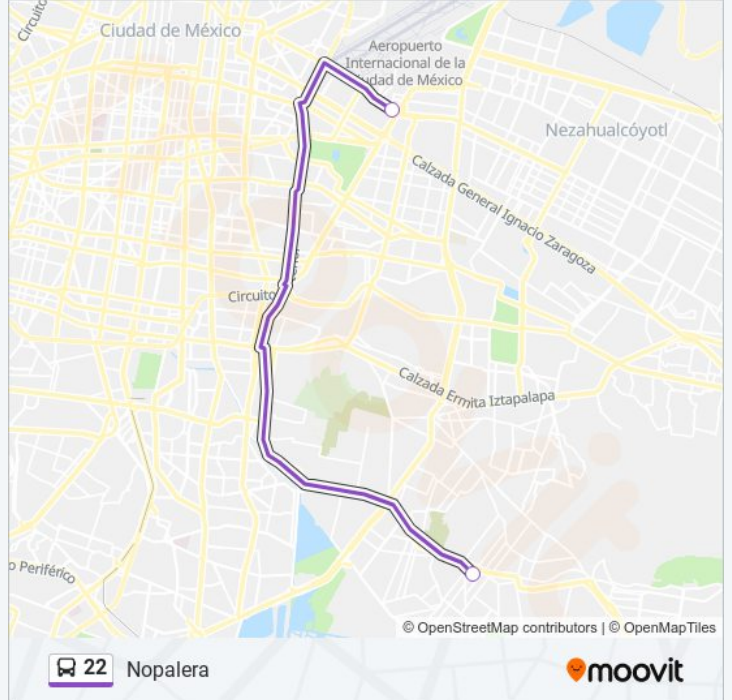 Circuito
Ciudad de México
Aeropuerto
Internacional de la
Ciudad de México
Nezahualcóyotl
Calzada General Ignacio Zaragoza
Circuito
Calzada Ermita Iztapalapa
o Periférico
© OpenStreetMap contributors | © OpenMapTiles
22 Nopalera
moovit